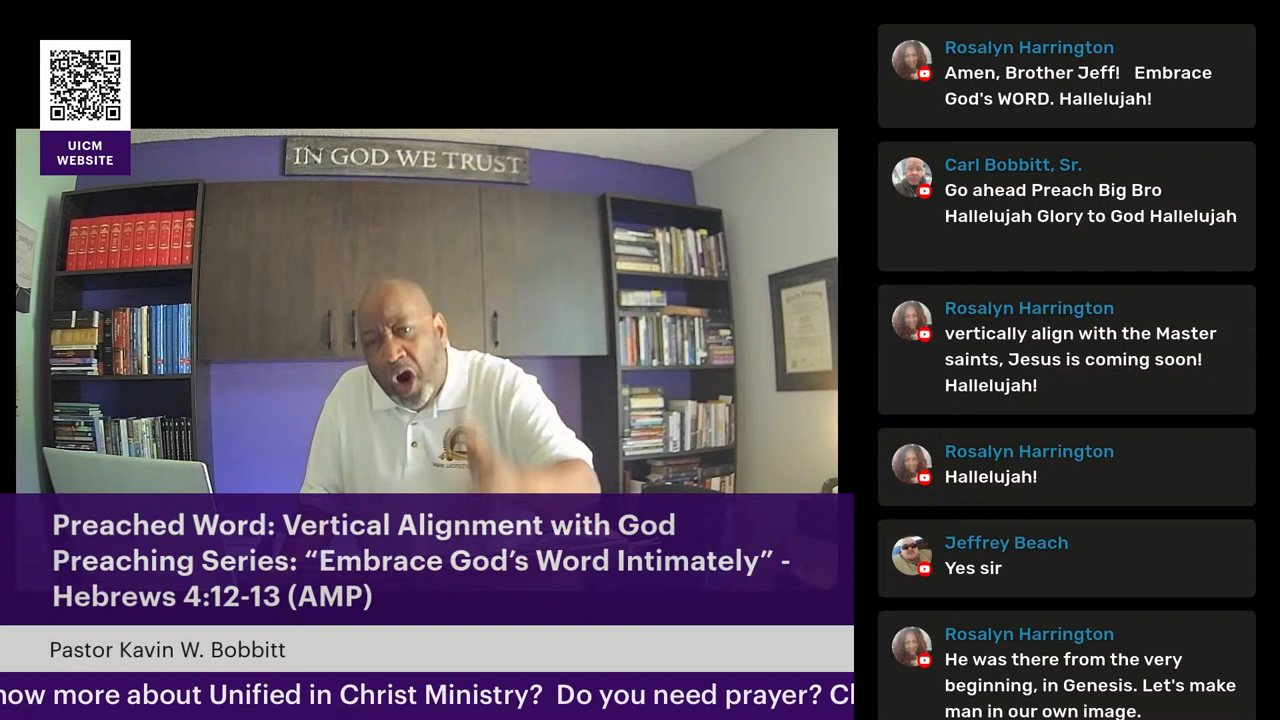 UICM
WEBSITE
IN GOD WE TRUST
Preached Word: Vertical Alignment with God
Preaching Series: “Embrace God’s Word Intimately” -
Hebrews 4:12-13 (AMP)
Pastor Kavin W. Bobbitt
now more about Unified in Christ Ministry?  Do you need prayer?
Rosalyn Harrington
Amen, Brother Jeff!   Embrace
God's WORD. Hallelujah!
Carl Bobbitt, Sr.
Go ahead Preach Big Bro
Hallelujah Glory to God Hallelujah
Rosalyn Harrington
vertically align with the Master
saints, Jesus is coming soon!
Hallelujah!
Rosalyn Harrington
Hallelujah!
Jeffrey Beach
Yes sir
Rosalyn Harrington
He was there from the very
beginning, in Genesis. Let's make
man in our own image.